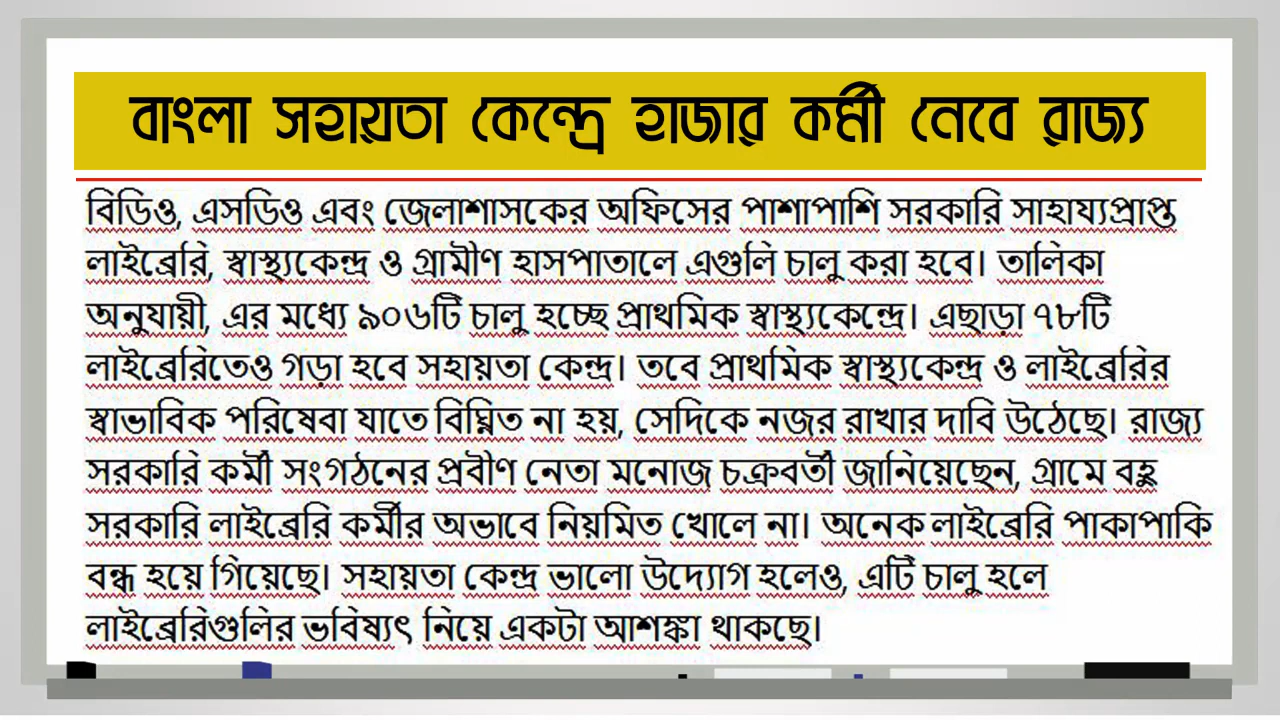 বাংলা সহায়তা কেন্দ্রে হাজার কর্মী নেবে রাজ্য
বিডিও, এসডিও এবং জেলাশাসকের অফিসের পাশাপাশি সরকারি সাহায্যপ্রাপ্ত
লাইব্রেরি, স্বাস্থ্যকেন্দ্র ও গ্রামীণ হাসপাতালে এগুলি চালু করা হবে। তালিকা
অনুযায়ী, এর মধ্যে ৯০৬টি চালু হচ্ছে প্রাথমিক স্বাস্থ্যকেন্দ্রে। এছাড়া ৭৮টি
লাইব্রেরিতেও গড়া হবে সহায়তা কেন্দ্র। তবে প্রাথমিক স্বাস্থ্যকেন্দ্র ও লাইব্রেরির
স্বাভাবিক পরিষেবা যাতে বিঘ্নিত না হয়, সেদিকে নজর রাখার দাবি উঠেছে। রাজ্য
সরকারি কর্মী সংগঠনের প্রবীণ নেতা মনোজ চক্রবর্তী জানিয়েছেন, গ্রামে বহু
সরকারি লাইব্রেরি কর্মীর অভাবে নিয়মিত খোলে না। অনেক লাইব্রেরি পাকাপাকি
বন্ধ হয়ে গিয়েছে। সহায়তা কেন্দ্র ভালো উদ্যোগ হলেও, এটি চালু হলে
লাইব্রেরিগুলির ভবিষ্যৎ নিয়ে একটা আশঙ্কা থাকছে।